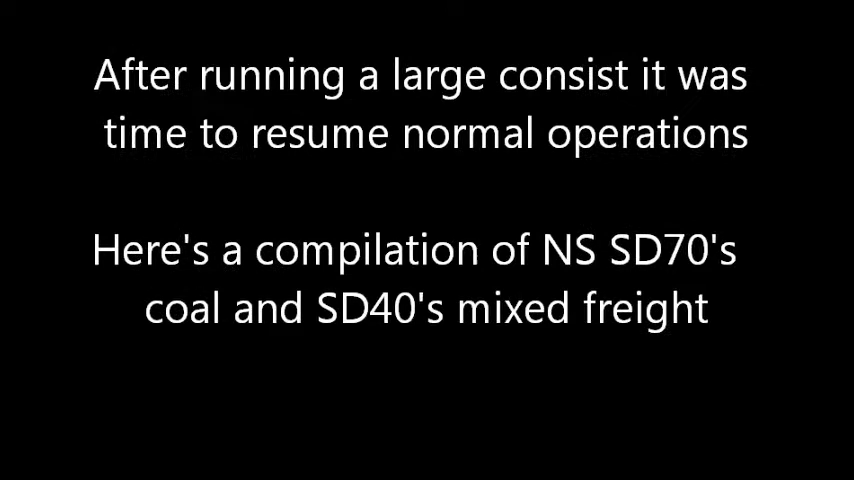 After running a large consist it was
time to resume normal operations
Here's a compilation of NS SD70's
coal and SD40's mixed freight